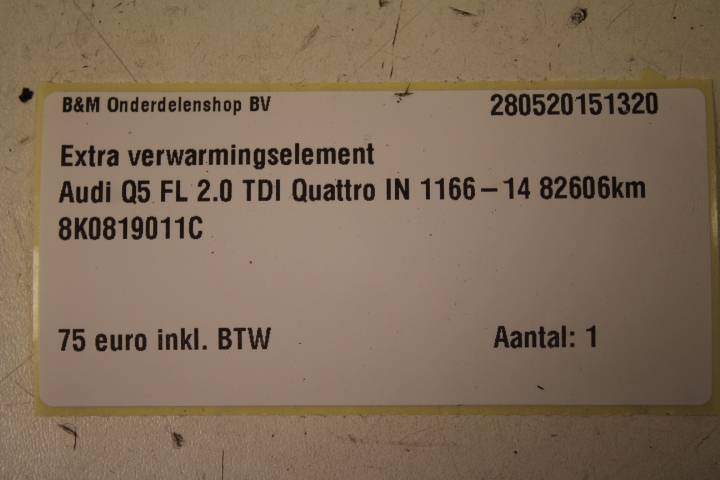 B&M Onderdelenshop BV 280520151320
Extra verwarmingselement
Audi Q5 FL 2.0 TDI Quattro IN 1166-14 82606km
8K0819011C
75 euro inkl. BTW Aantal: 1